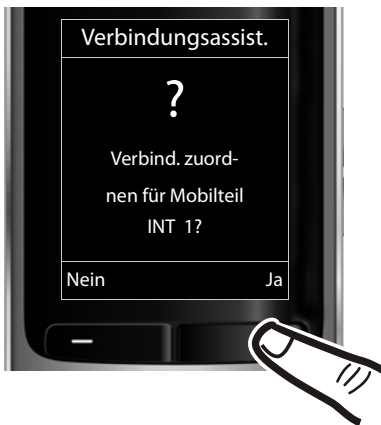 Verbindungsassist.
?
Verbind. zuord-
nen für Mobilteil
INT 1?
Nein Ja